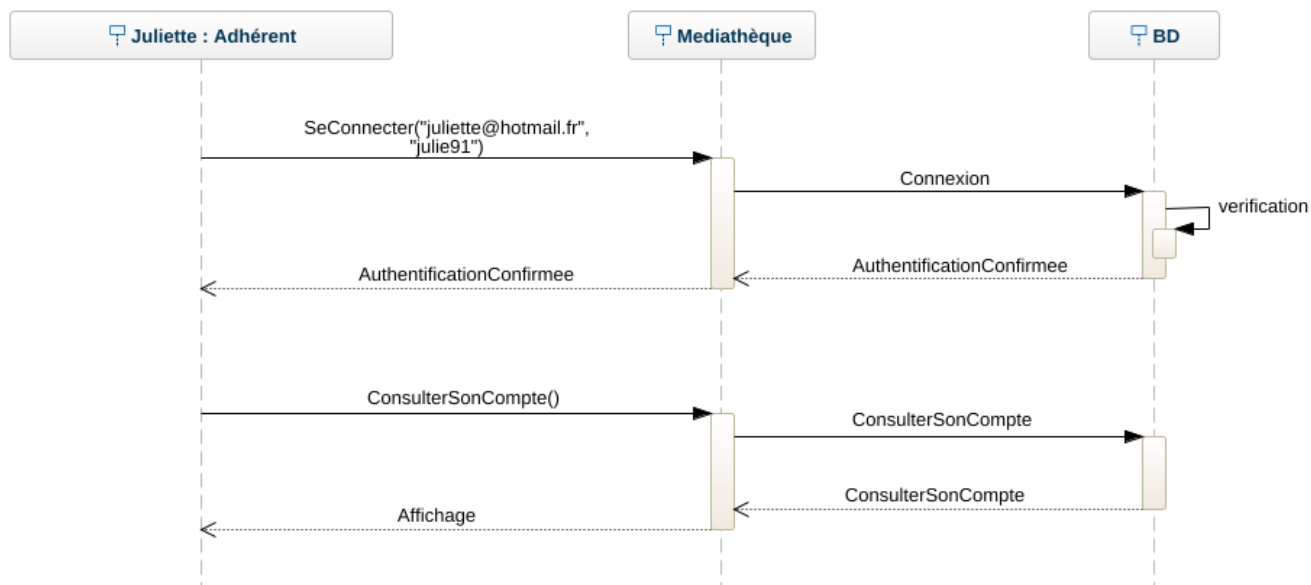 Juliette : Adhérent
Mediathèque
BD
SeConnecter("juliette@hotmail.fr",
"julie91")
Connexion
verification
AuthentificationConfirmee
AuthentificationConfirmee
ConsulterSonCompte()
ConsulterSonCompte
ConsulterSonCompte
Affichage